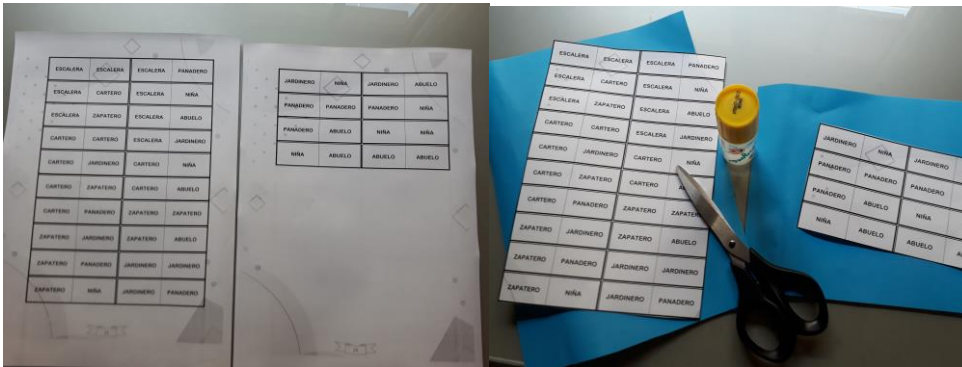 ESCALERA ESCALERA ESCALERA PANADERO
ESCALERA CARTERO ESCALERA NIÑA
ESCALERA ZAPATERO ESCALERA ABUELO
CARTERO CARTERO ESCALERA JARDINERO
CARTERO JARDINERO CARTERO NIÑA
CARTERO ZAPATERO CARTERO ABUELO
CARTERO PANADERO ZAPATERO ZAPATERO
ZAPATERO JARDINERO ZAPATERO ABUELO
ZAPATERO PANADERO JARDINERO JARDINERO
ZAPATERO NIÑA JARDINERO PANADERO
JARDINERO NIÑA JARDINERO ABUELO
PANADERO PANADERO PANADERO NIÑA
PANADERO ABUELO NIÑA NIÑA
NIÑA ABUELO ABUELO ABUELO
ESCALERA ESCALERA ESCALERA PANADERO
ESCALERA CARTERO ESCALERA NIÑA
ESCALERA ZAPATERO ESCALERA ABUELO
CARTERO CARTERO ESCALERA JARDINERO
CARTERO JARDINERO CARTERO NIÑA
CARTERO ZAPATERO CARTERO
CARTERO PANADERO ZAPATERO ZAPATERO
ZAPATERO JARDINERO ZAPATERO ABUELO
ZAPATERO PANADERO JARDINERO JARDINERO
ZAPATERO NIÑA JARDINERO PANADERO
JARDINERO NIÑA JARDINERO
PANADERO PANADERO PANADERO
PANADERO ABUELO NIÑA
NIÑA ABUELO ABUELO